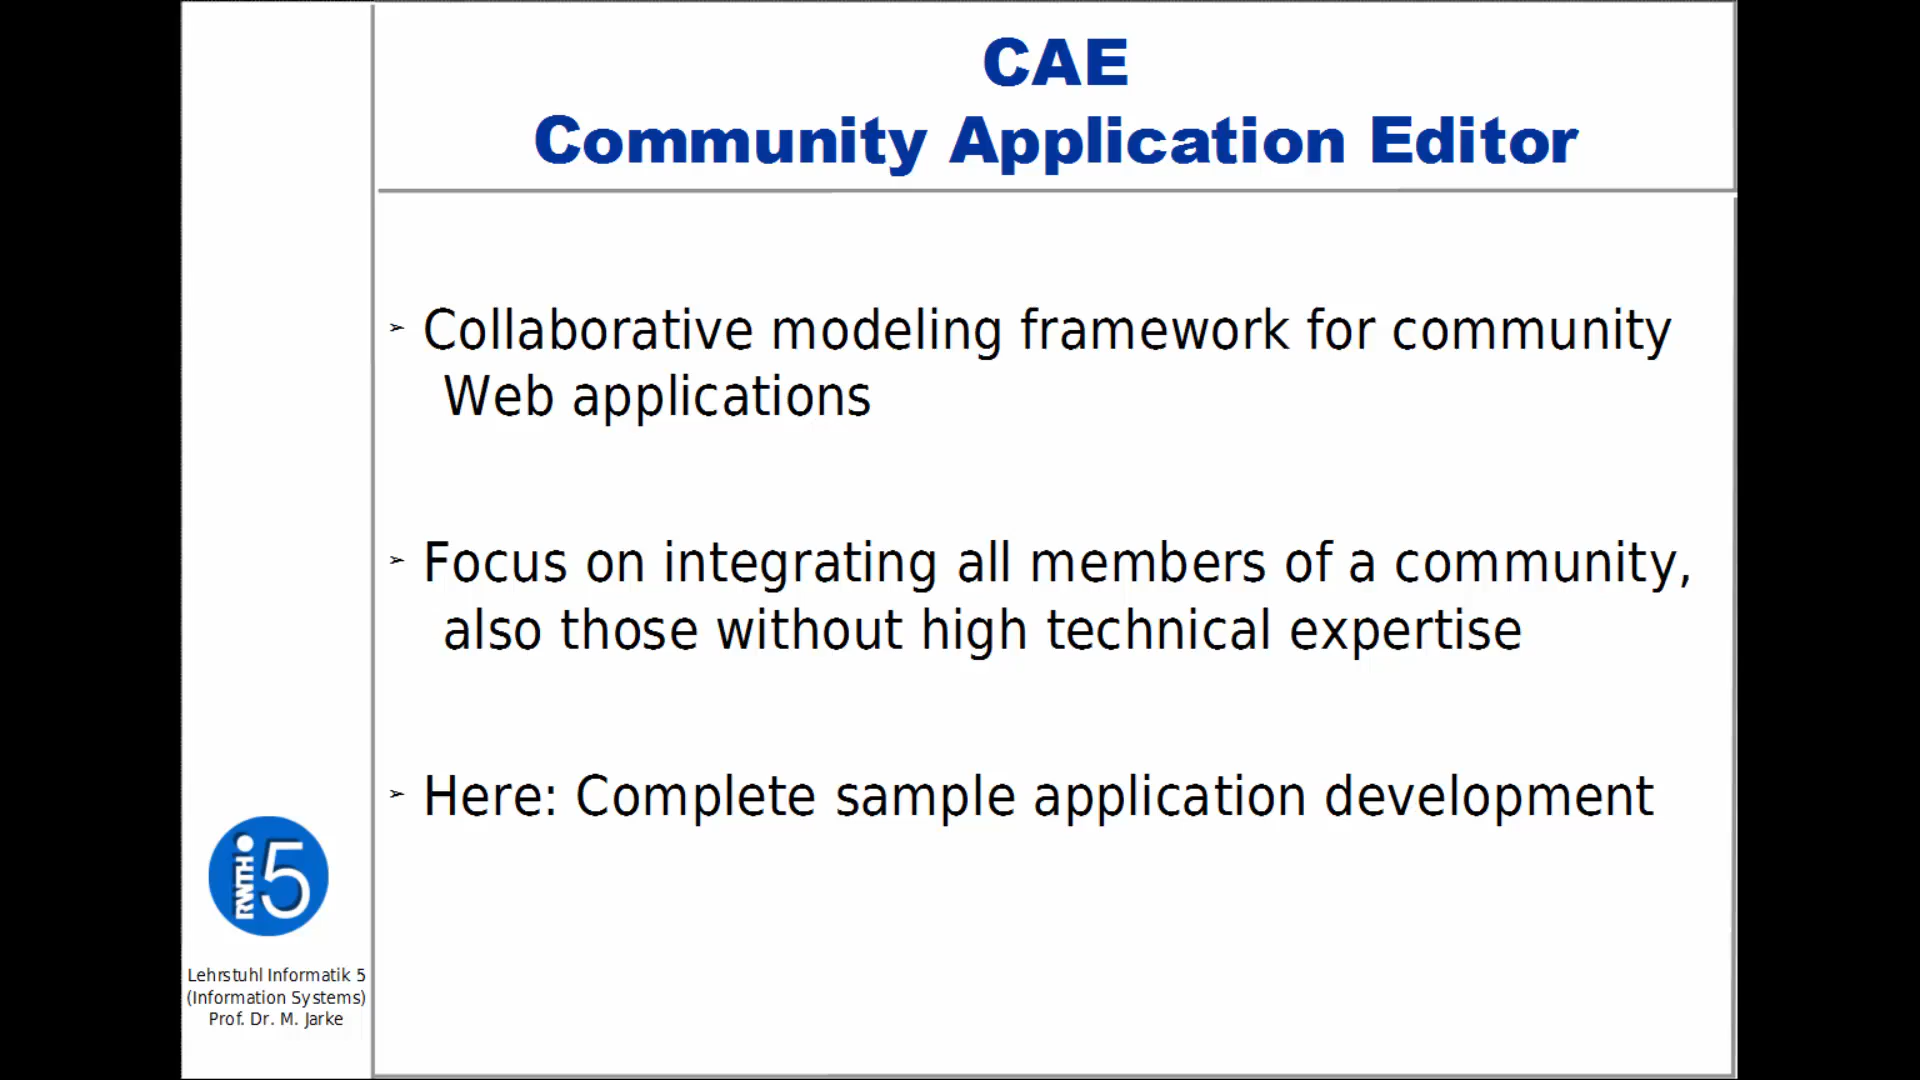 CAE
Community Application Editor
➢ Collaborative modeling framework for community
Web applications
➢ Focus on integrating all members of a community,
also those without high technical expertise
➢ Here: Complete sample application development
RWTH i5
Lehrstuhl Informatik 5
(Information Systems)
Prof. Dr. M. Jarke